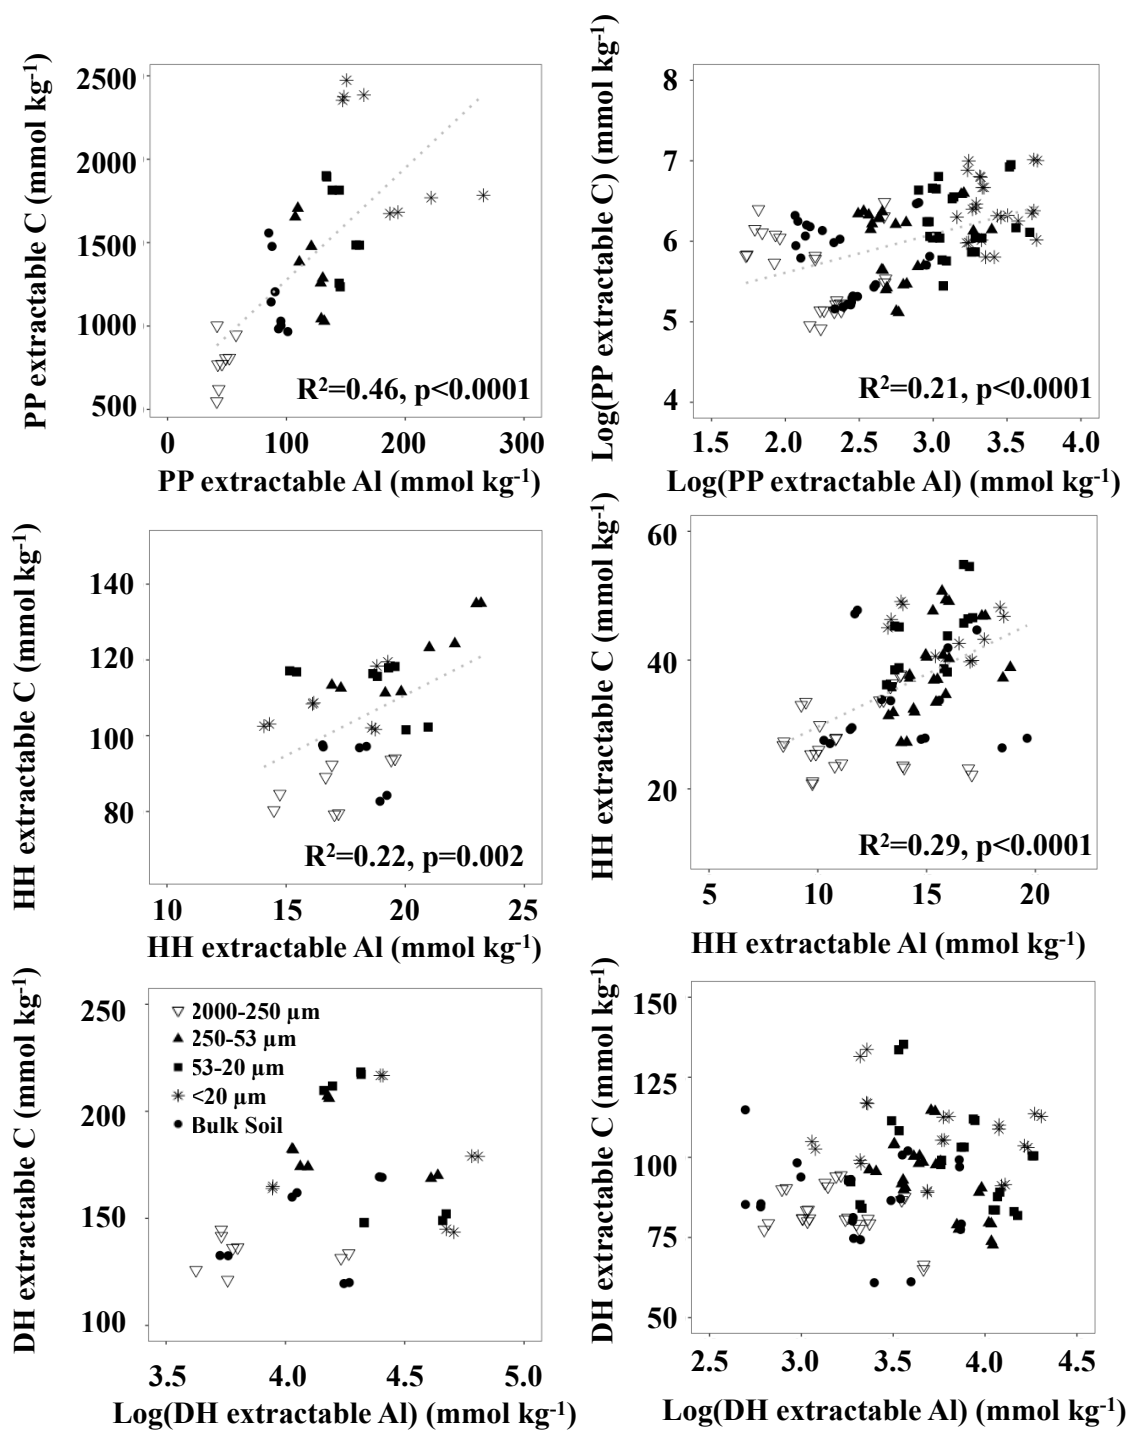 PP extractable C (mmol kg-1)
2500
2000
1500
1000
500
R2=0.46, p<0.0001
0 100 200 300
PP extractable Al (mmol kg-1)
Log(PP extractable C) (mmol kg-1)
8
7
6
5
4
R2=0.21, p<0.0001
1.5 2.0 2.5 3.0 3.5 4.0
Log(PP extractable Al) (mmol kg-1)
HH extractable C (mmol kg-1)
140
120
100
80
R2=0.22, p=0.002
10 15 20 25
HH extractable Al (mmol kg-1)
HH extractable C (mmol kg-1)
60
40
20
R2=0.29, p<0.0001
5 10 15 20
HH extractable Al (mmol kg-1)
DH extractable C (mmol kg-1)
250
200
150
100
2000-250 µm
250-53 µm
53-20 µm
<20 µm
Bulk Soil
3.5 4.0 4.5 5.0
Log(DH extractable Al) (mmol kg-1)
DH extractable C (mmol kg-1)
150
125
100
75
50
2.5 3.0 3.5 4.0 4.5
Log(DH extractable Al) (mmol kg-1)